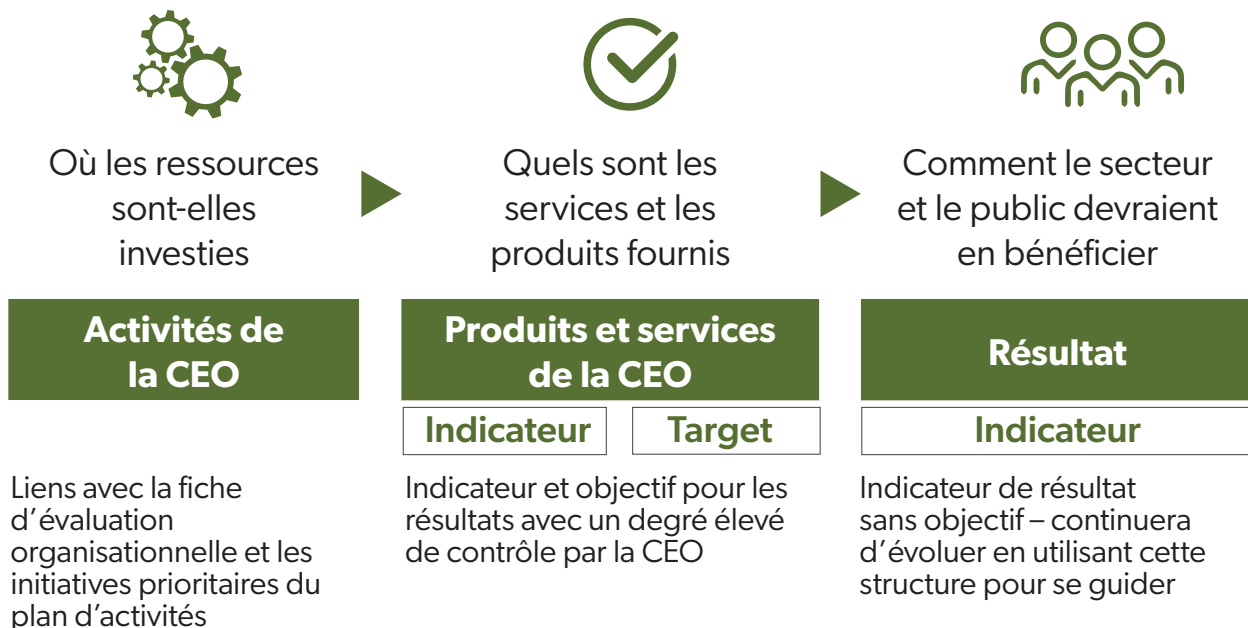 Où les ressources
sont-elles
investies
Quels sont les
services et les
produits fournis
Comment le secteur
et le public devraient
en bénéficier
Activités de
la CEO
Produits et services
de la CEO
Résultat
Indicateur
Target
Indicateur
Liens avec la fiche
d’évaluation
organisationnelle et les
initiatives prioritaires du
plan d’activités
Indicateur et objectif pour les
résultats avec un degré élevé
de contrôle par la CEO
Indicateur de résultat
sans objectif – continuera
d’évoluer en utilisant cette
structure pour se guider